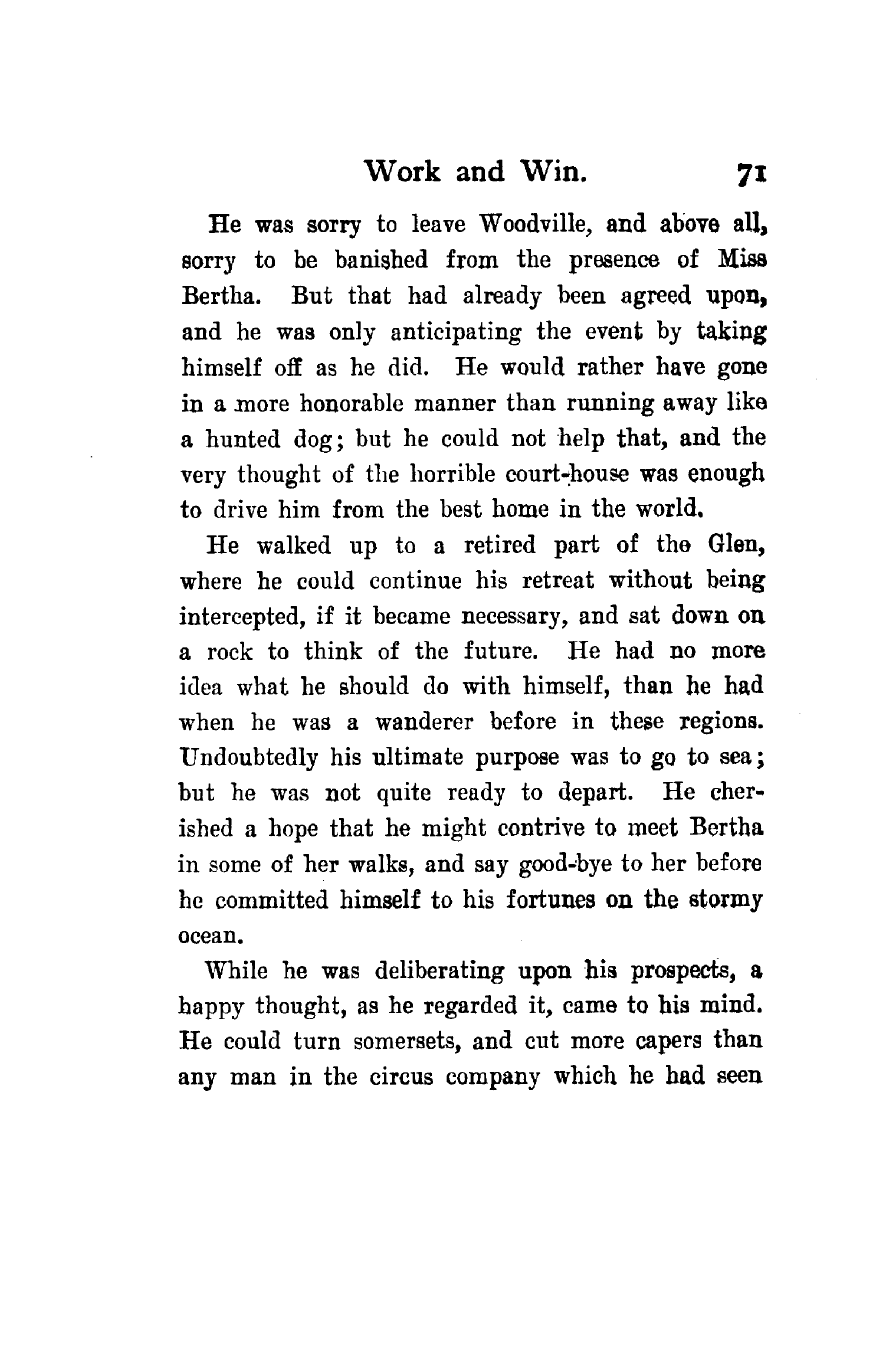 Work and Win. 71
He was sorry to leave Woodville, and above all,
sorry to be banished from the presence of Miss
Bertha. But that had already been agreed upon,
and he was only anticipating the event by taking
himself off as he did. He would rather have gone
in a more honorable manner than running away like
a hunted dog; but he could not help that, and the
very thought of the horrible court-house was enough
to drive him from the best home in the world.
He walked up to a retired part of the Glen,
where he could continue his retreat without being
intercepted, if it became necessary, and sat down on
a rock to think of the future. He had no more
idea what he should do with himself, than he had
when he was a wanderer before in these regions.
Undoubtedly his ultimate purpose was to go to sea;
but he was not quite ready to depart. He cher-
ished a hope that he might contrive to meet Bertha
in some of her walks, and say good-bye to her before
he committed himself to his fortunes on the stormy
ocean.
While he was deliberating upon his prospects, a
happy thought, as he regarded it, came to his mind.
He could turn somersets, and cut more capers than
any man in the circus company which he had seen